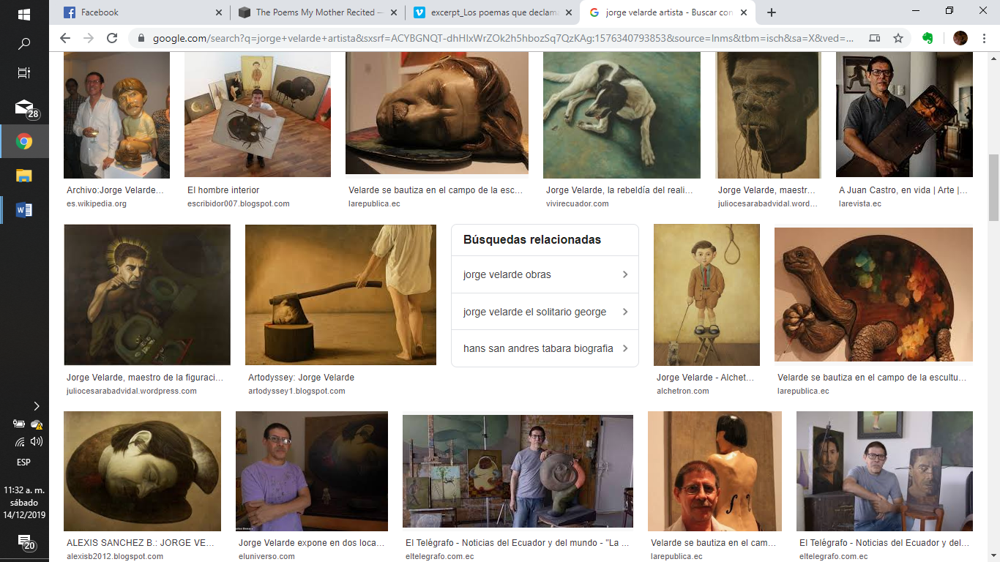 Facebook
The Poems My Mother Recited —
excerpt_Los poemas que declama
jorge velarde artista - Buscar con
google.com/search?q=jorge+velarde+artista&sxsrf=ACYBGNQT-dhHIxWrZOk2h5hbozSq7QzKAg:1576340793853&source=lnms&tbm=isch&sa=X&ved=...
28
Archivo:Jorge Velarde...
es.wikipedia.org
El hombre interior
escribidor007.blogspot.com
Velarde se bautiza en el campo de la esc...
larepublica.ec
Jorge Velarde, la rebeldía del reali...
vivirecuador.com
Jorge Velarde, maestr...
juliocesarabadvidal.word...
A Juan Castro, en vida | Arte |...
larevista.ec
Búsquedas relacionadas
jorge velarde obras
jorge velarde el solitario george
hans san andres tabara biografia
Jorge Velarde, maestro de la figuraci...
juliocesarabadvidal.wordpress.com
Artodyssey: Jorge Velarde
artodyssey1.blogspot.com
Jorge Velarde - Alchet...
alchetron.com
Velarde se bautiza en el campo de la escultu...
larepublica.ec
ALEXIS SANCHEZ B.: JORGE VE...
alexisb2012.blogspot.com
Jorge Velarde expone en dos loca...
eluniverso.com
El Telégrafo - Noticias del Ecuador y del mundo - "La ...
eltelegrafo.com.ec
Velarde se bautiza en el cam...
larepublica.ec
El Telégrafo - Noticias del Ecuador y del...
eltelegrafo.com.ec
ESP
11:32 a. m.
sábado
14/12/2019
20